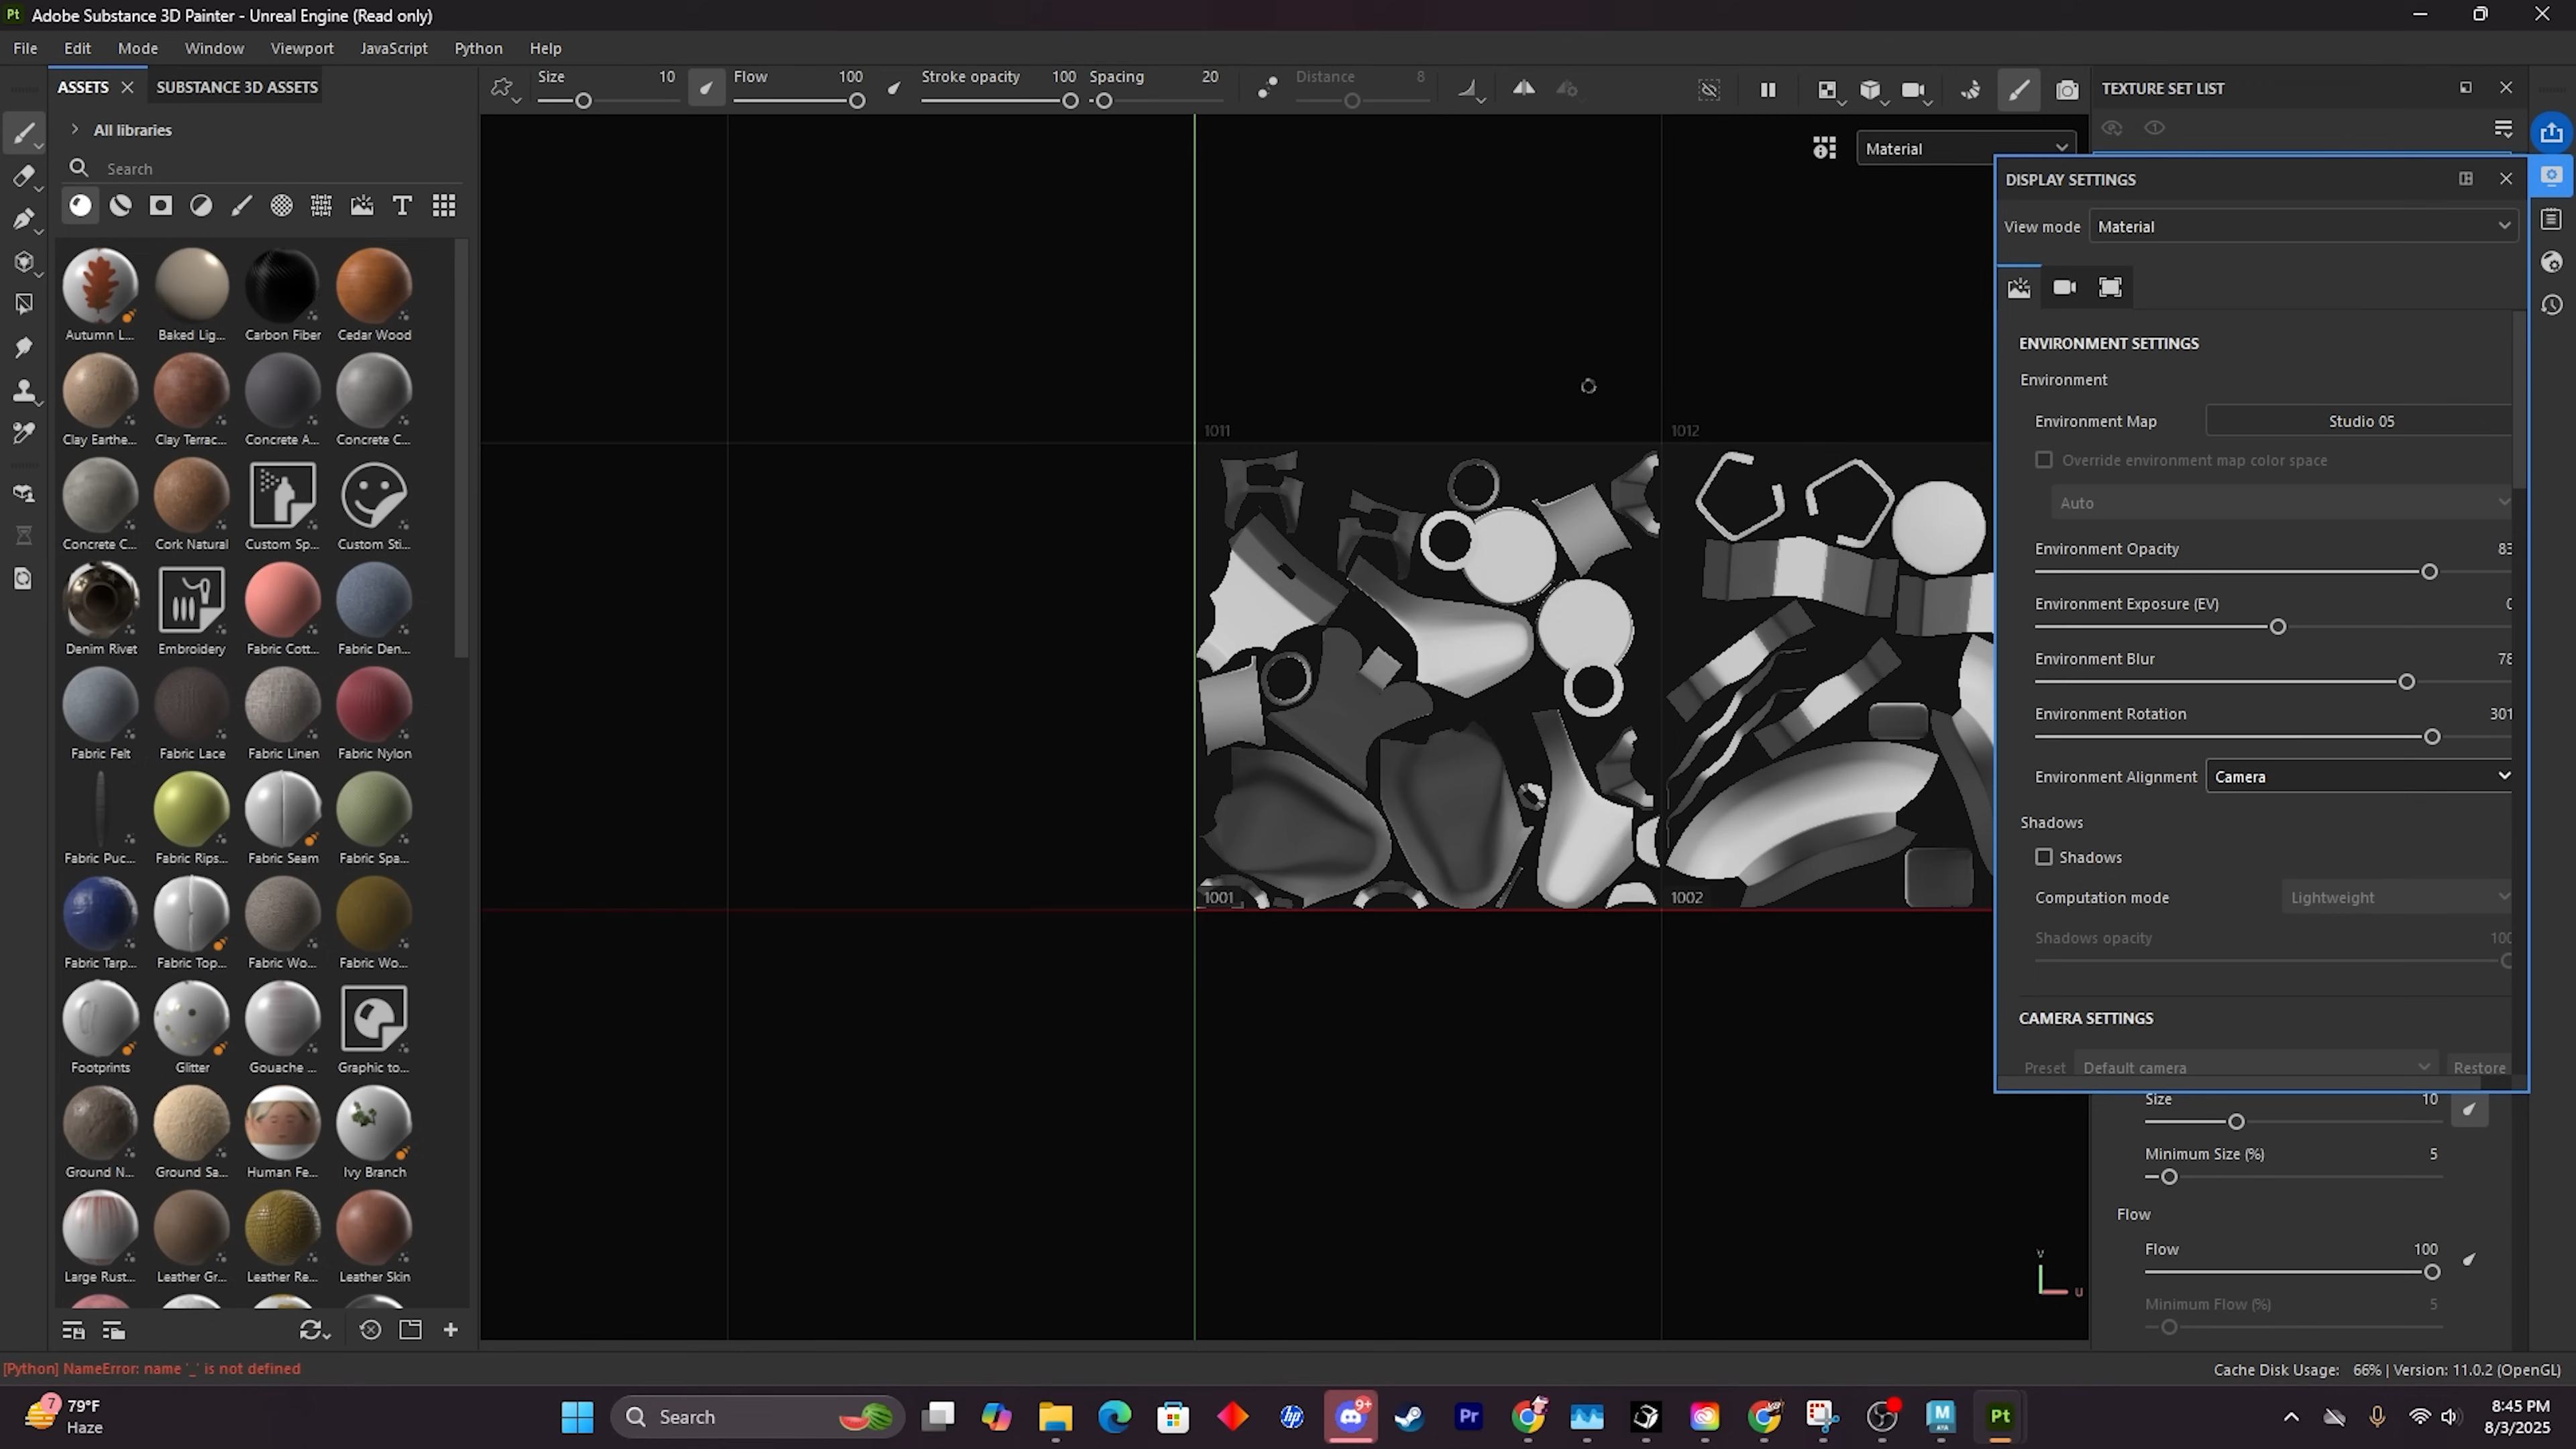 Pt Adobe Substance 3D Painter - Unreal Engine (Read only)
File Edit Mode Window Viewport JavaScript Python Help
ASSETS SUBSTANCE 3D ASSETS
Size 10 Flow 100 Stroke opacity 100 Spacing 20 Distance 8
TEXTURE SET LIST
All libraries
Search
Material
DISPLAY SETTINGS
View mode Material
ENVIRONMENT SETTINGS
Environment
Environment Map Studio 05
Override environment map color space
Auto
Environment Opacity 83
Environment Exposure (EV) 0
Environment Blur 78
Environment Rotation 301
Environment Alignment Camera
Shadows
Shadows
Computation mode Lightweight
Shadows opacity 100
CAMERA SETTINGS
Preset Default camera Restore
Size 10
Minimum Size (%) 5
Flow
Flow 100
Minimum Flow (%) 5
Autumn L... Baked Lig... Carbon Fiber Cedar Wood
Clay Earthe... Clay Terrac... Concrete A... Concrete C...
Concrete C... Cork Natural Custom Sp... Custom Sti...
Denim Rivet Embroidery Fabric Cott... Fabric Den...
Fabric Felt Fabric Lace Fabric Linen Fabric Nylon
Fabric Puc... Fabric Rips... Fabric Seam Fabric Spa...
Fabric Tarp... Fabric Top... Fabric Wo... Fabric Wo...
Footprints Glitter Gouache ... Graphic to...
Ground N... Ground Sa... Human Fe... Ivy Branch
Large Rust... Leather Gr... Leather Re... Leather Skin
1011 1012
1001 1002
V
U
[Python] NameError: name '_' is not defined
Cache Disk Usage: 66% | Version: 11.0.2 (OpenGL)
7 79°F
Haze
Search
hp
9+
Pr
M
Pt
8:45 PM
8/3/2025